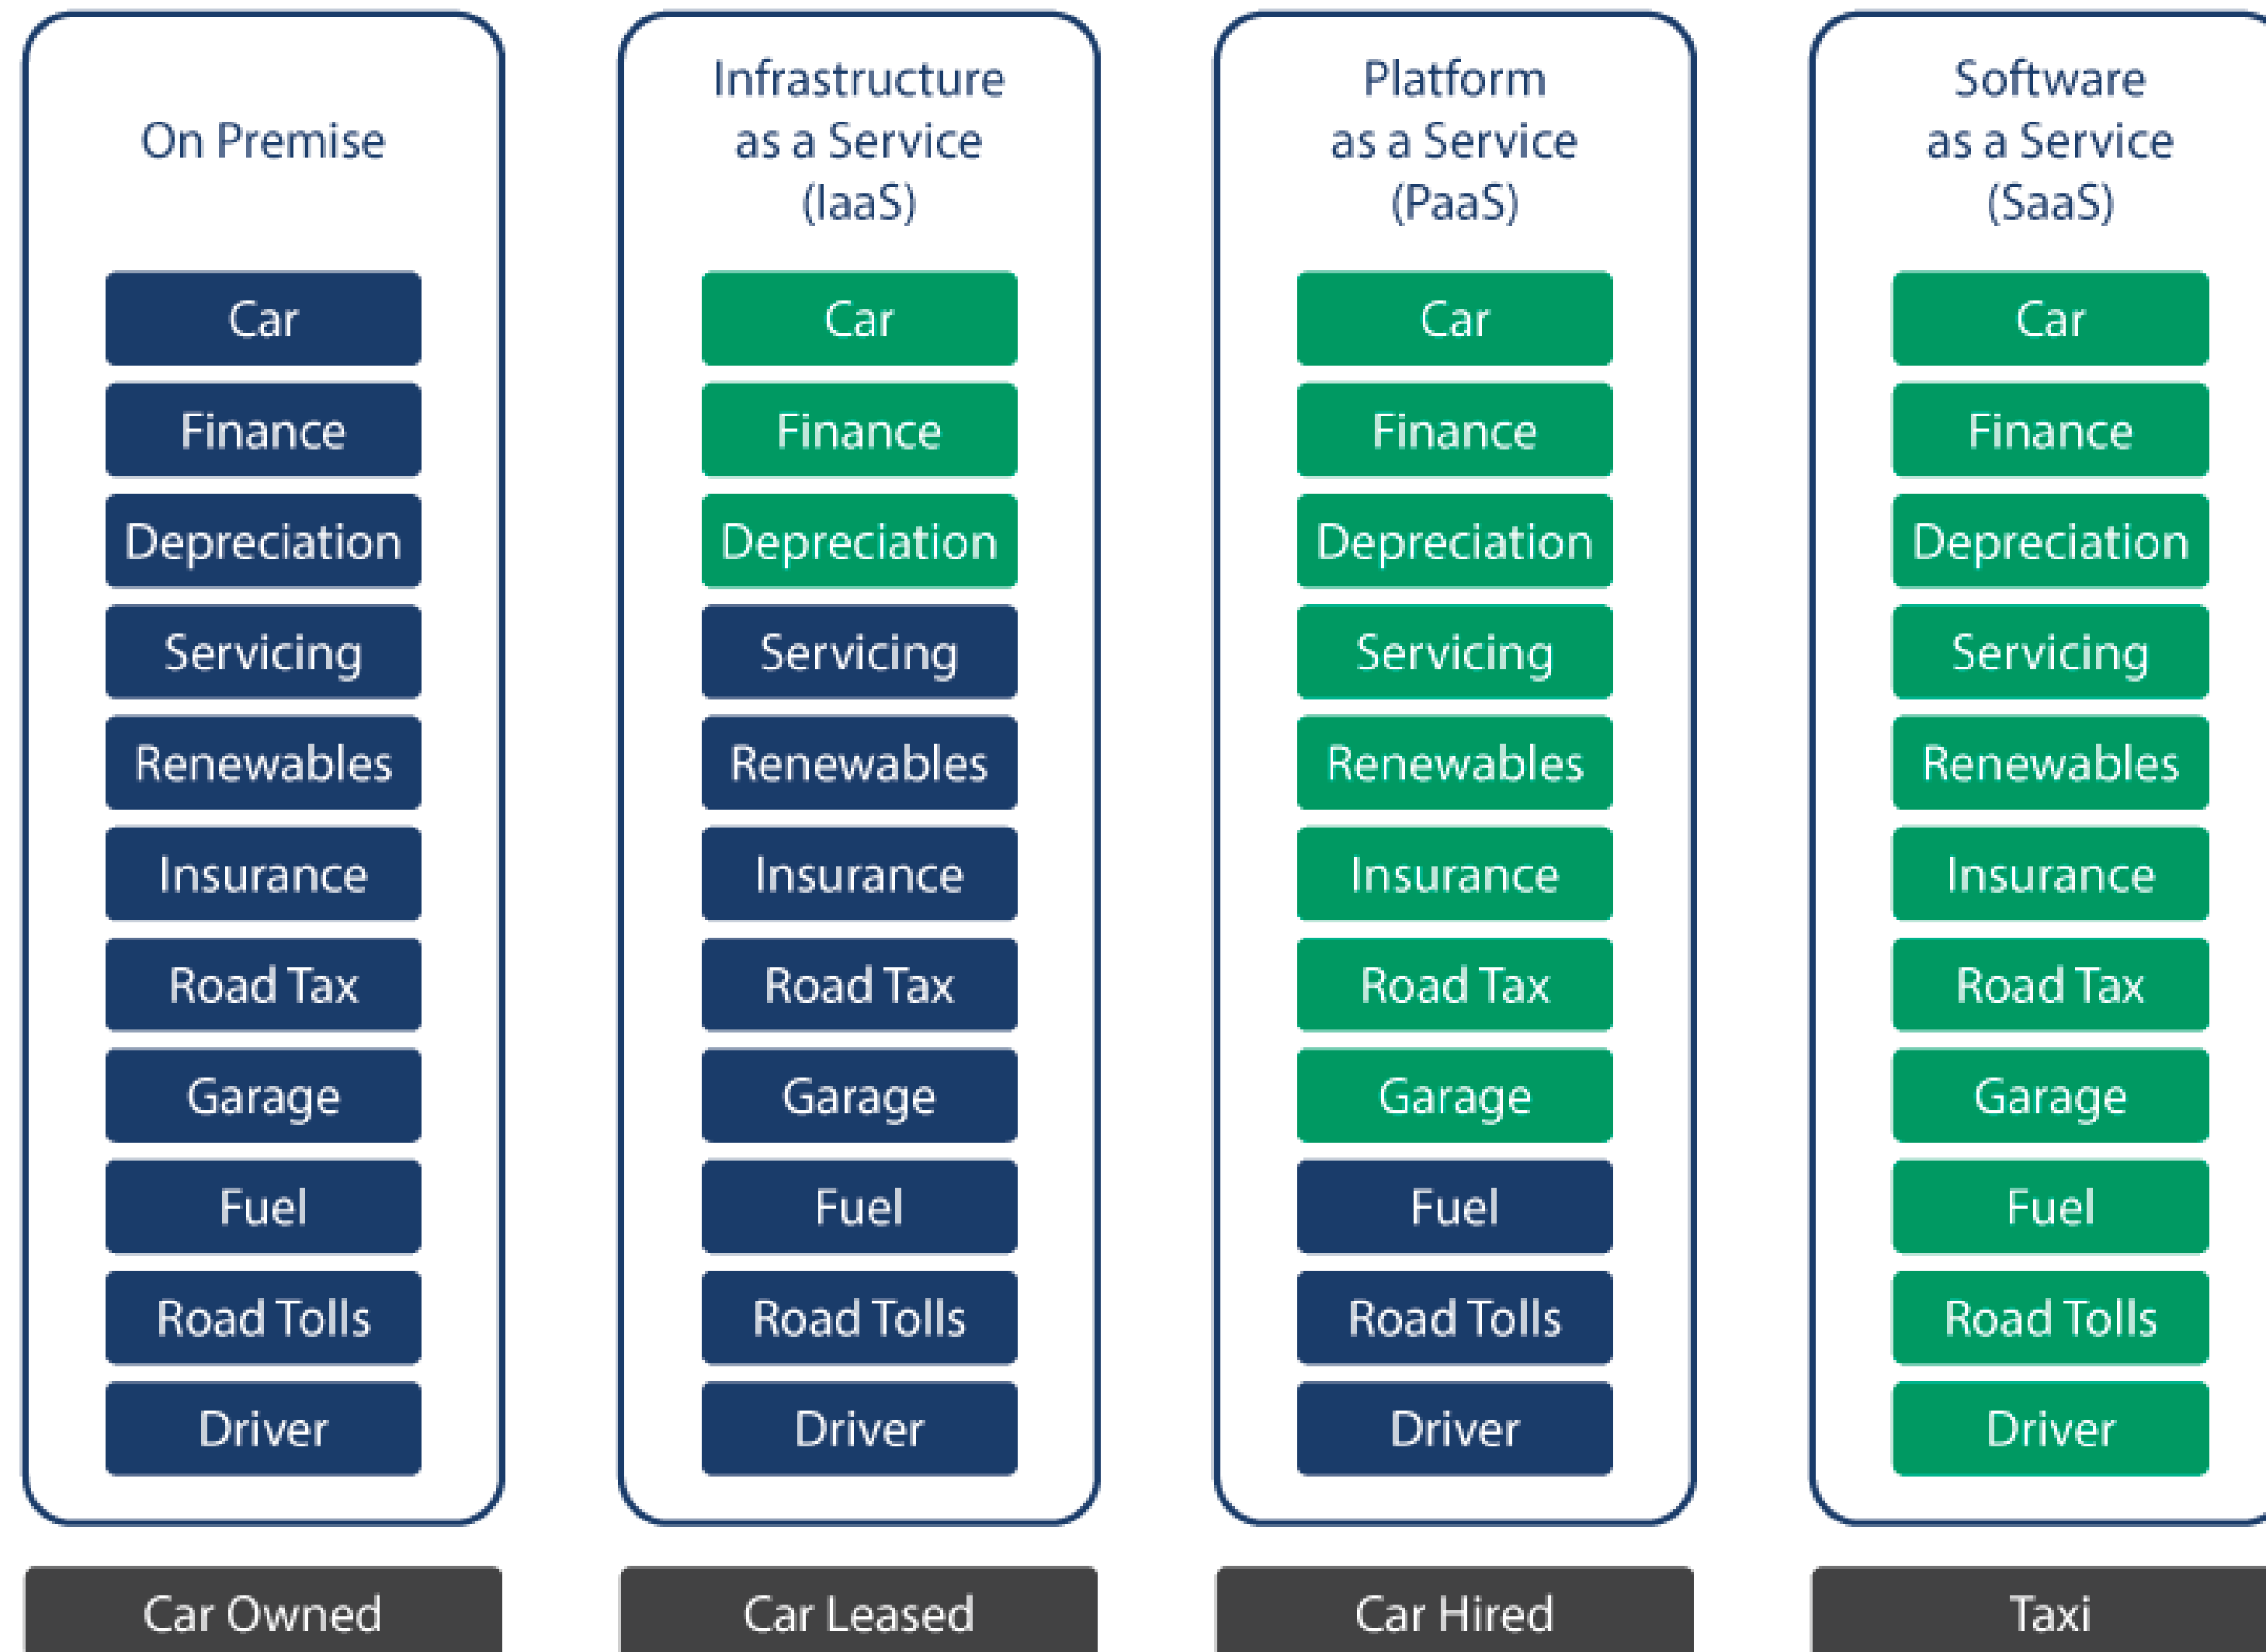 On Premise
Car
Finance
Depreciation
Servicing
Renewables
Insurance
Road Tax
Garage
Fuel
Road Tolls
Driver
Car Owned
Infrastructure
as a Service
(IaaS)
Car
Finance
Depreciation
Servicing
Renewables
Insurance
Road Tax
Garage
Fuel
Road Tolls
Driver
Car Leased
Platform
as a Service
(PaaS)
Car
Finance
Depreciation
Servicing
Renewables
Insurance
Road Tax
Garage
Fuel
Road Tolls
Driver
Car Hired
Software
as a Service
(SaaS)
Car
Finance
Depreciation
Servicing
Renewables
Insurance
Road Tax
Garage
Fuel
Road Tolls
Driver
Taxi